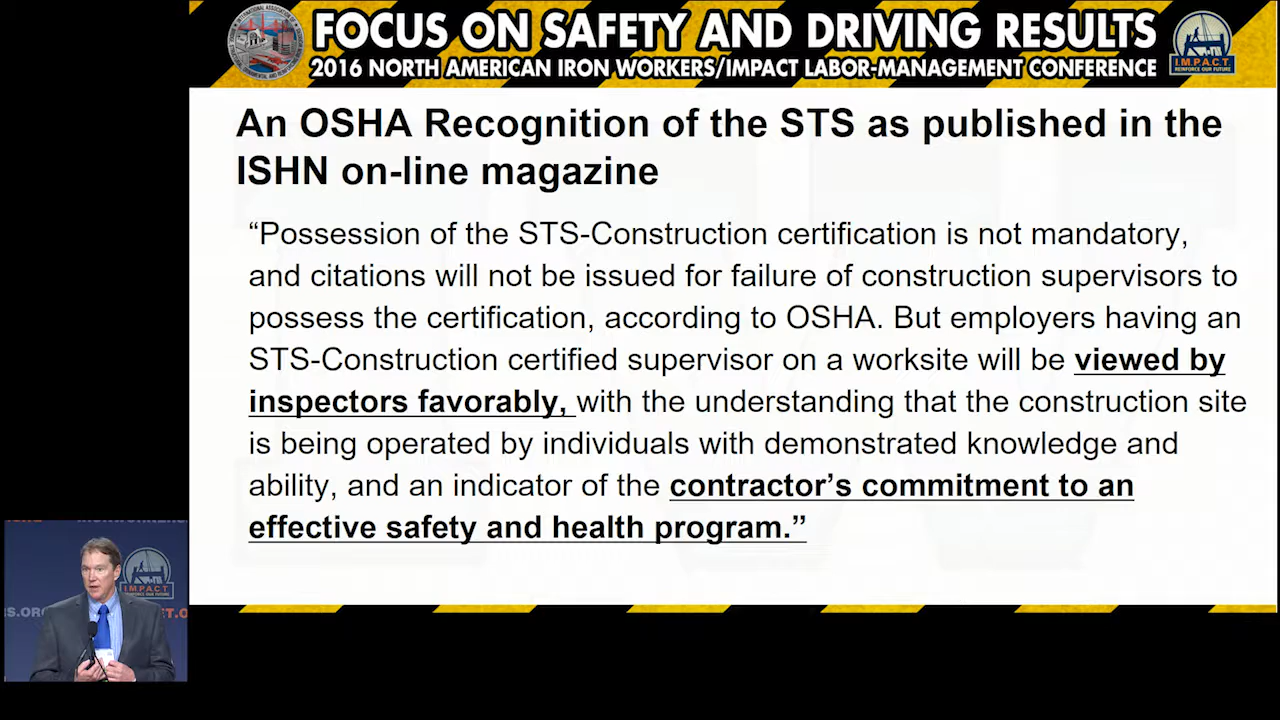 FOCUS ON SAFETY AND DRIVING RESULTS
2016 NORTH AMERICAN IRON WORKERS/IMPACT LABOR-MANAGEMENT CONFERENCE
I.M.P.A.C.T.
REINFORCE OUR FUTURE
An OSHA Recognition of the STS as published in the
ISHN on-line magazine
“Possession of the STS-Construction certification is not mandatory,
and citations will not be issued for failure of construction supervisors to
possess the certification, according to OSHA. But employers having an
STS-Construction certified supervisor on a worksite will be viewed by
inspectors favorably, with the understanding that the construction site
is being operated by individuals with demonstrated knowledge and
ability, and an indicator of the contractor’s commitment to an
effective safety and health program.”
I.M.P.A.C.T.